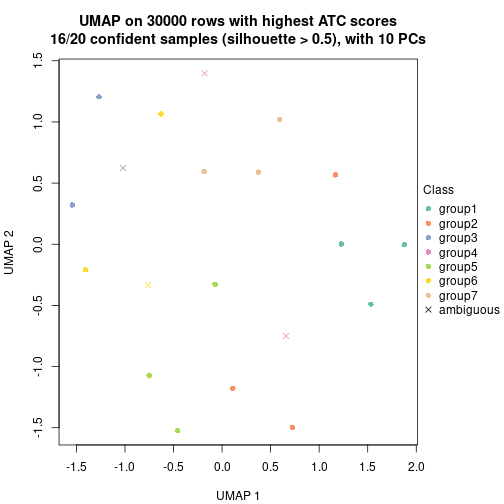 UMAP on 30000 rows with highest ATC scores
16/20 confident samples (silhouette > 0.5), with 10 PCs
1.5
1.0
0.5
0.0
-0.5
-1.0
-1.5
UMAP 2
Class
group1
group2
group3
group4
group5
group6
group7
ambiguous
-1.5 -1.0 -0.5 0.0 0.5 1.0 1.5 2.0
UMAP 1